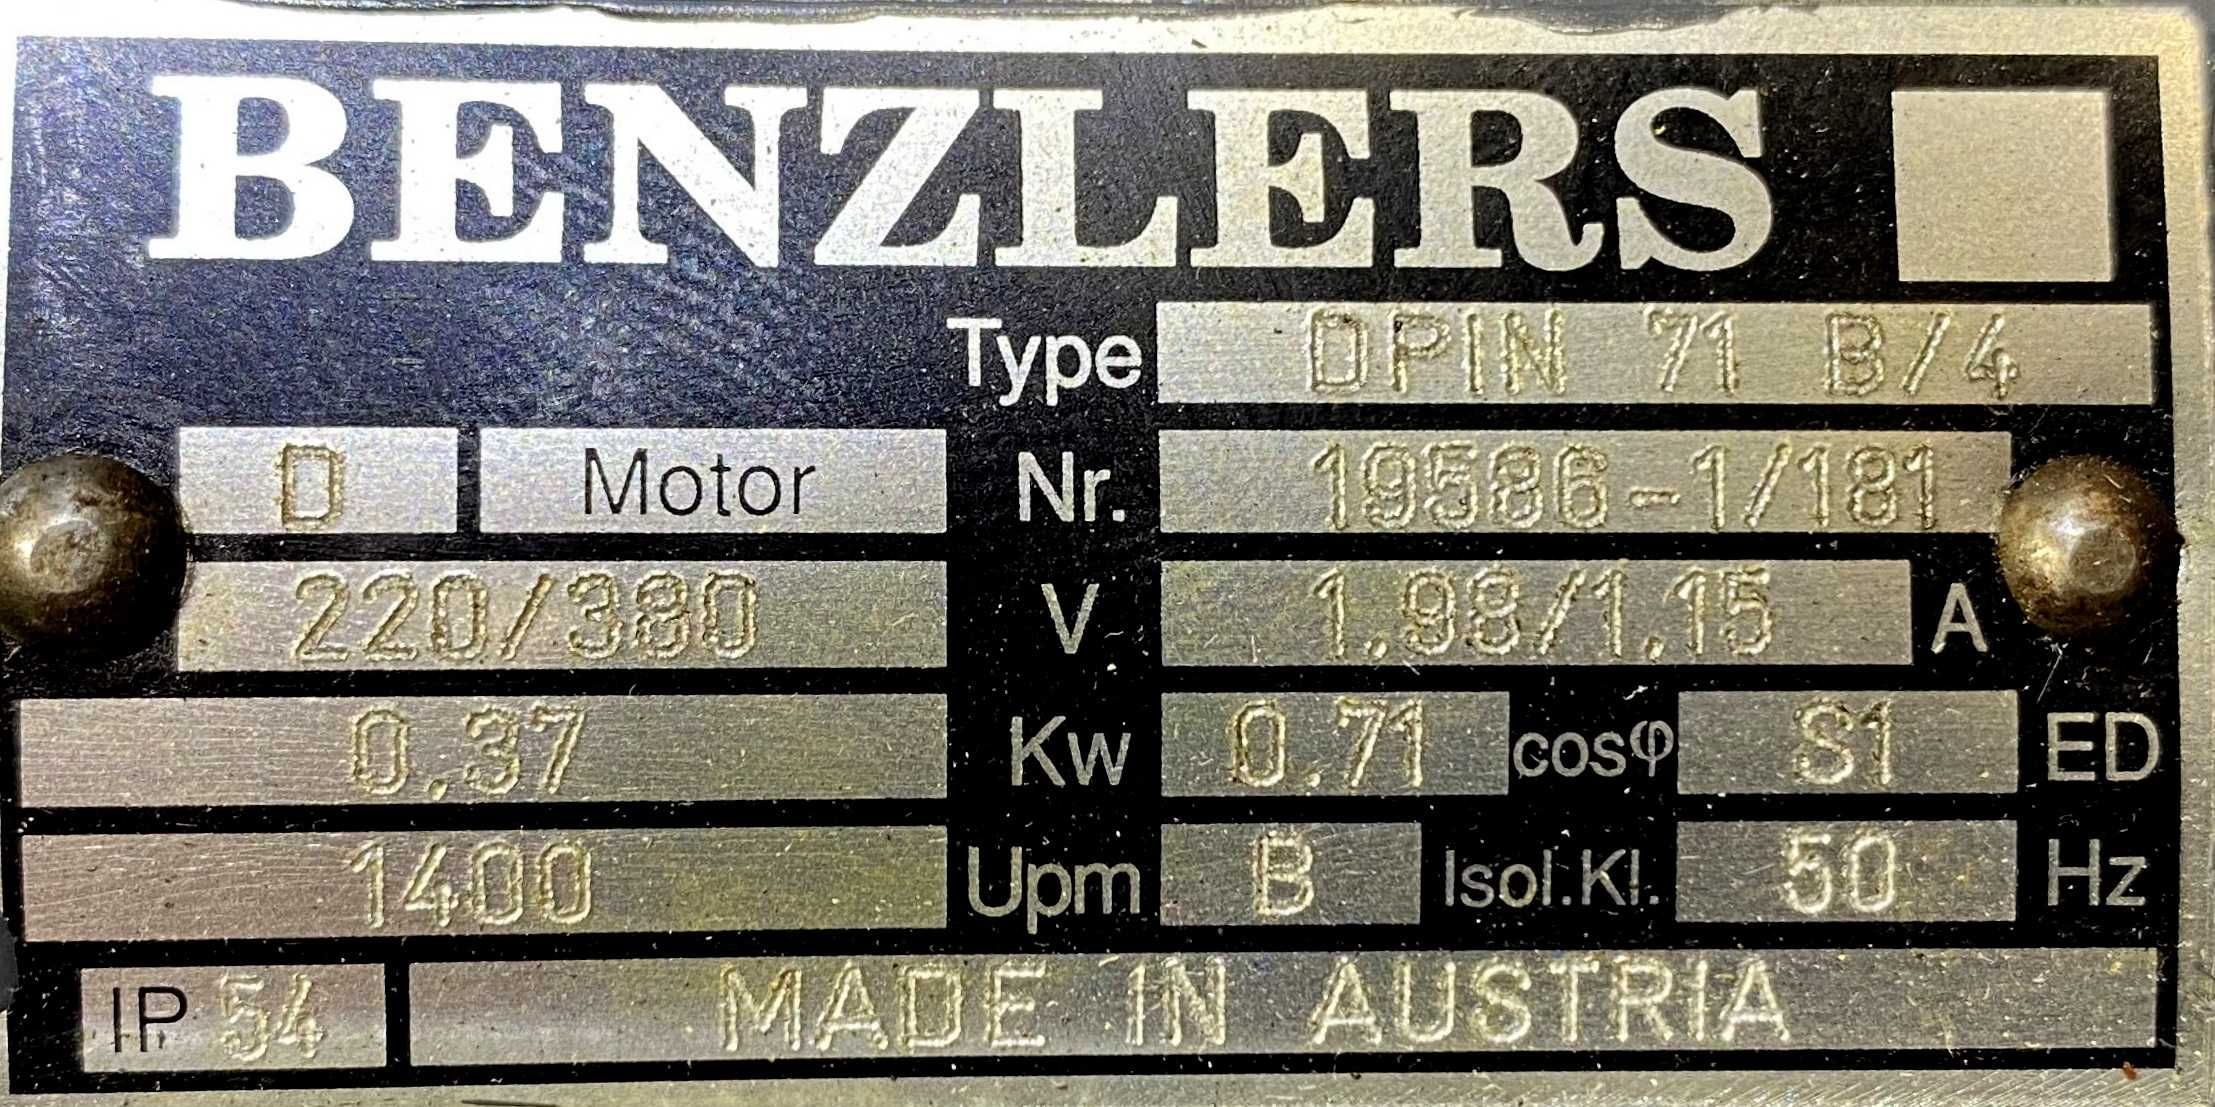 BENZLERS
Type DPIN 71 B/4
D Motor Nr. 19586-1/181
220/380 V 1.98/1.15 A
0.37 Kw 0.71 cosφ S1 ED
1400 Upm B Isol.Kl. 50 Hz
IP 54 MADE IN AUSTRIA